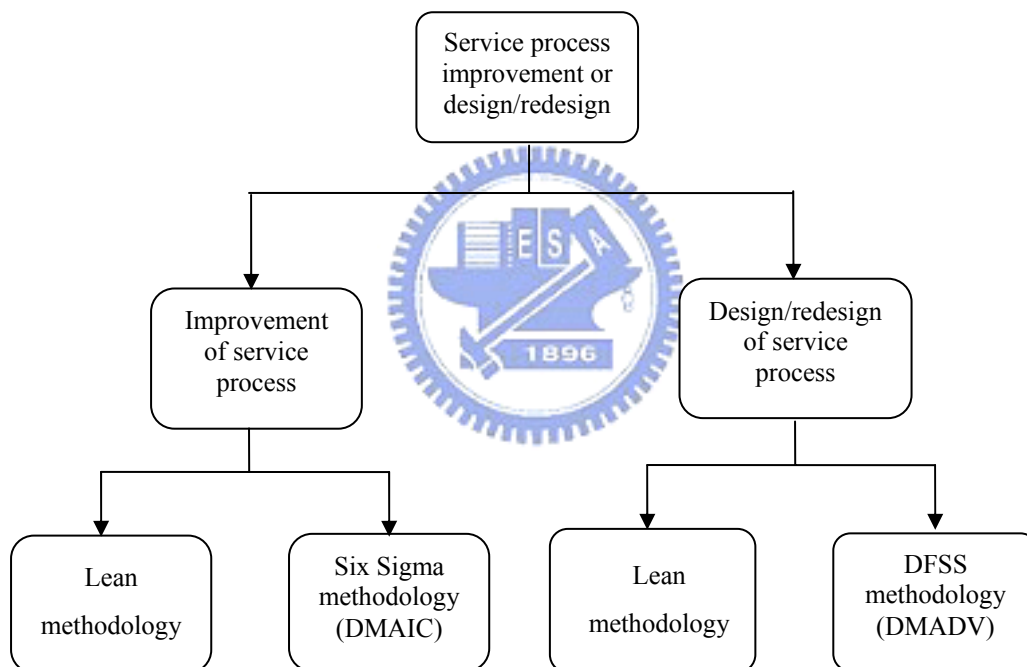 Service process
improvement or
design/redesign
E S A
1896
Improvement
of service
process
Design/redesign
of service
process
Lean
methodology
Six Sigma
methodology
(DMAIC)
Lean
methodology
DFSS
methodology
(DMADV)